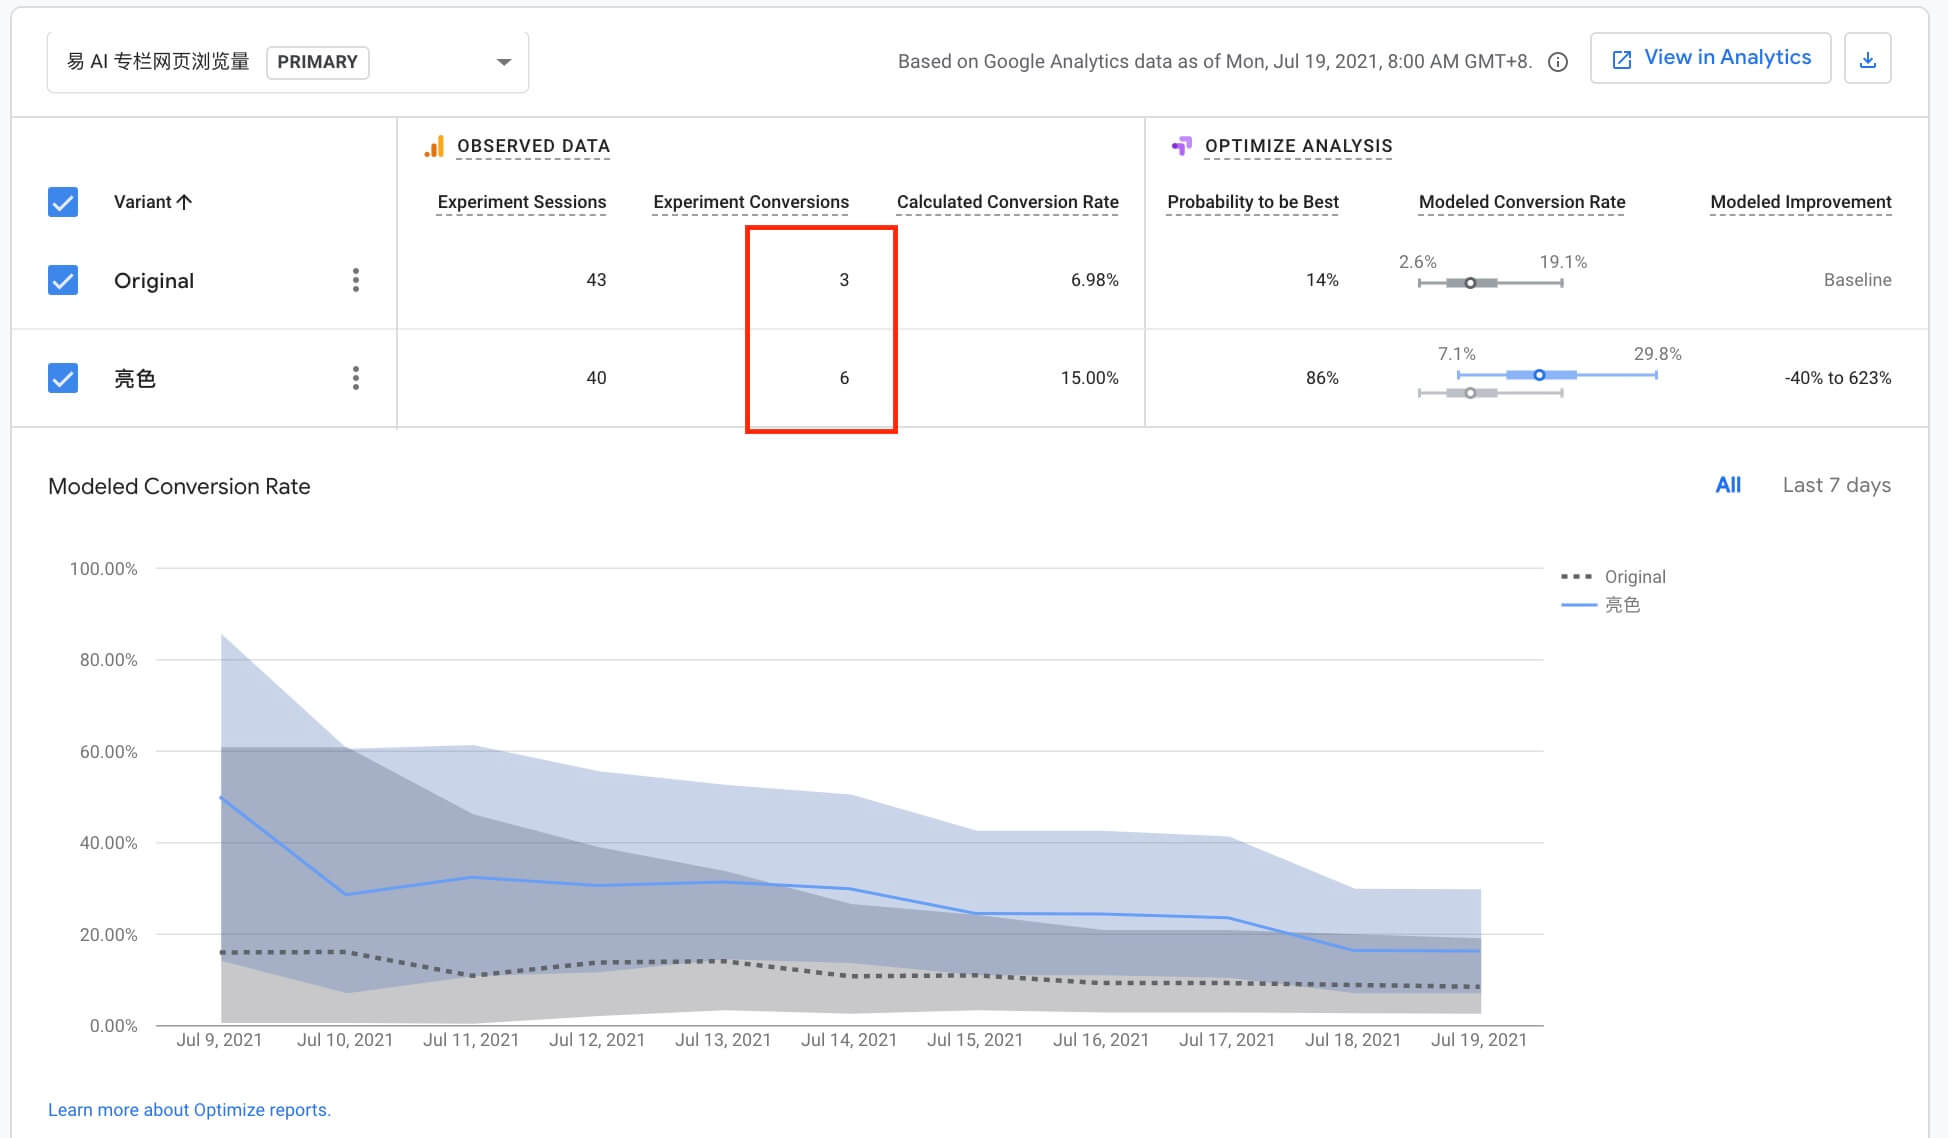 易 AI 专栏网页浏览量 PRIMARY
Based on Google Analytics data as of Mon, Jul 19, 2021, 8:00 AM GMT+8.
View in Analytics
OBSERVED DATA
OPTIMIZE ANALYSIS
Variant
Experiment Sessions
Experiment Conversions
Calculated Conversion Rate
Probability to be Best
Modeled Conversion Rate
Modeled Improvement
Original
43
3
6.98%
14%
2.6% 19.1%
Baseline
亮色
40
6
15.00%
86%
7.1% 29.8%
-40% to 623%
Modeled Conversion Rate
All
Last 7 days
100.00%
80.00%
60.00%
40.00%
20.00%
0.00%
Original
亮色
Jul 9, 2021
Jul 10, 2021
Jul 11, 2021
Jul 12, 2021
Jul 13, 2021
Jul 14, 2021
Jul 15, 2021
Jul 16, 2021
Jul 17, 2021
Jul 18, 2021
Jul 19, 2021
Learn more about Optimize reports.